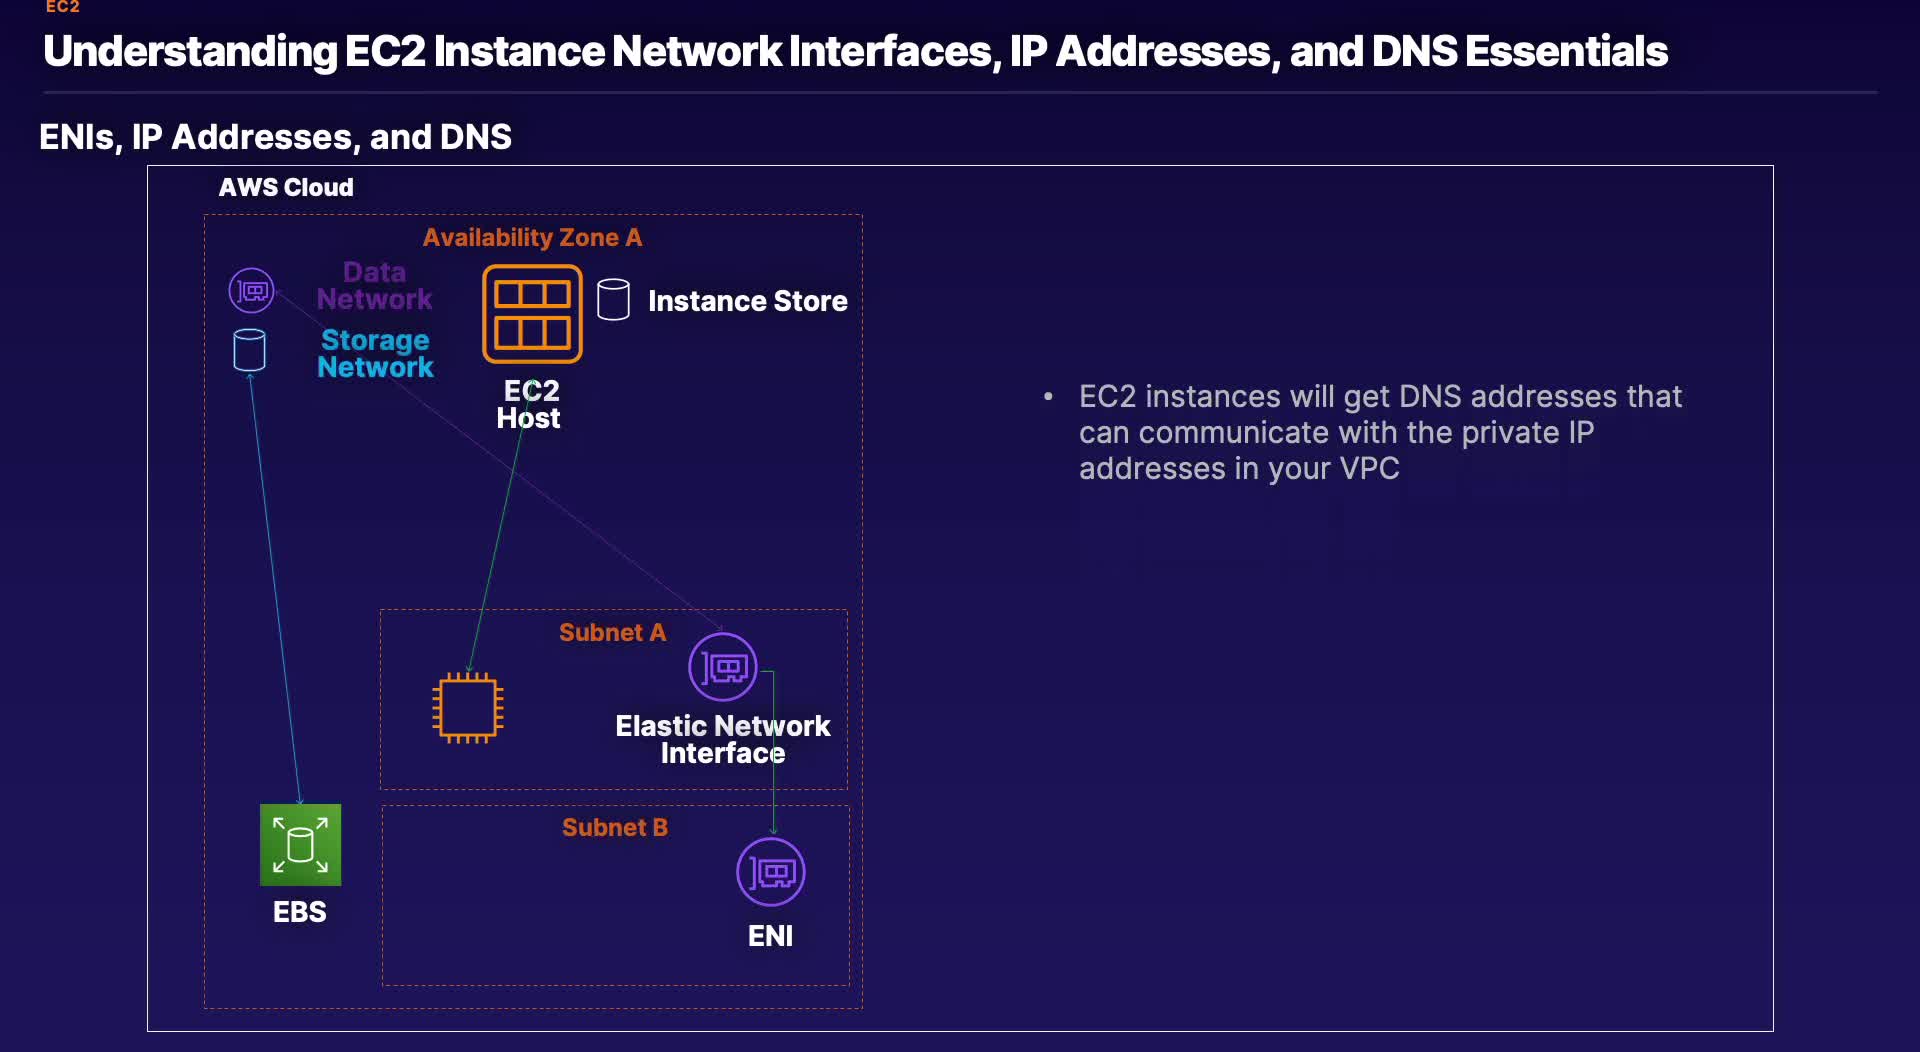 EC2
Understanding EC2 Instance Network Interfaces, IP Addresses, and DNS Essentials
ENIs, IP Addresses, and DNS
AWS Cloud
Availability Zone A
Data
Network
Instance Store
Storage
Network
EC2
Host
• EC2 instances will get DNS addresses that
can communicate with the private IP
addresses in your VPC
Subnet A
Elastic Network
Interface
Subnet B
EBS
ENI